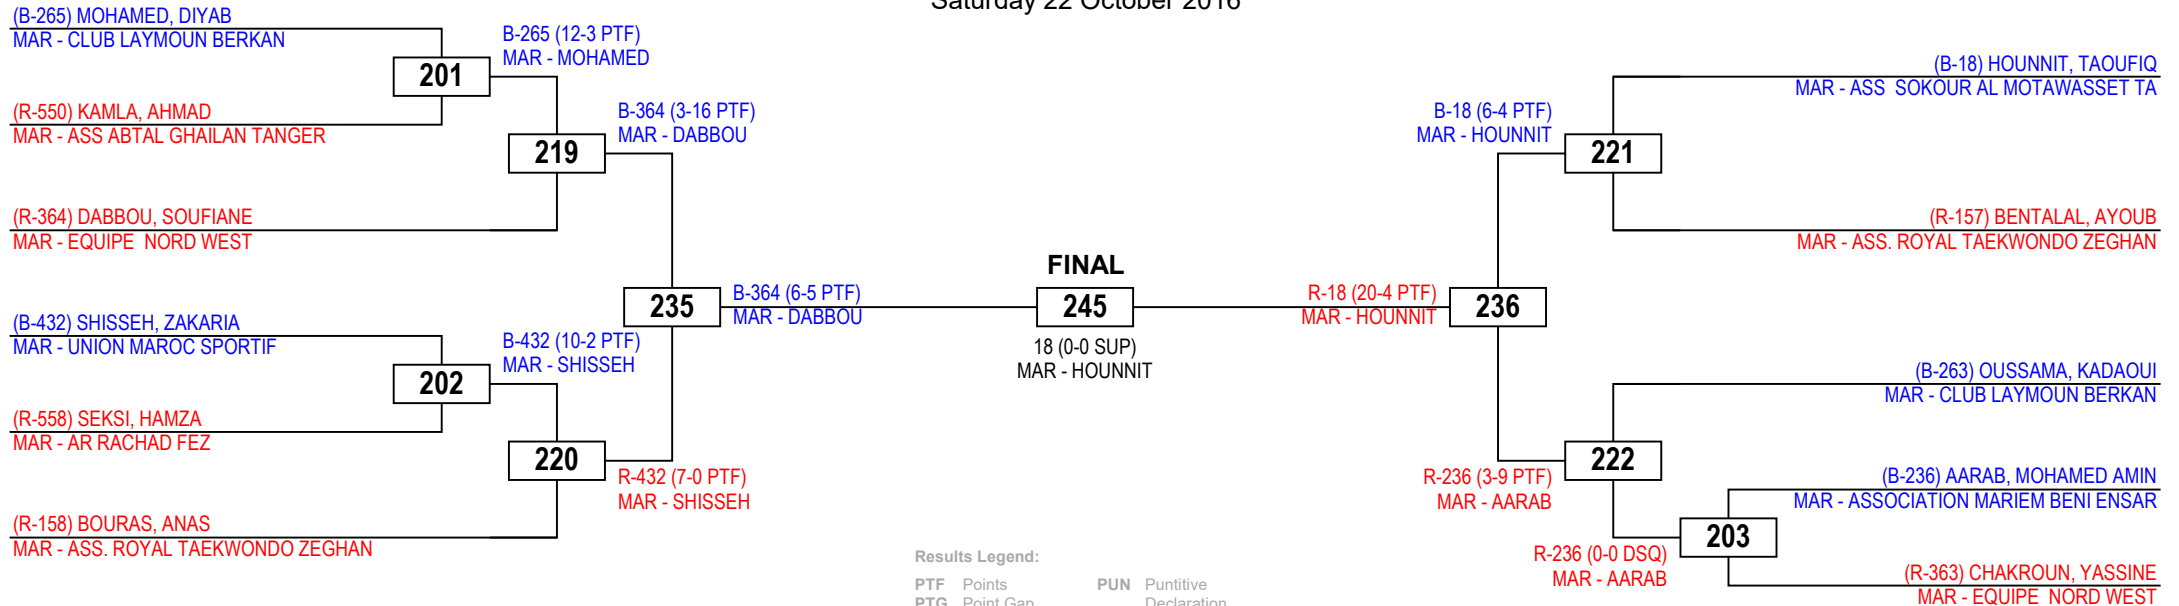 Saturday 22 October 2016
(B-265) MOHAMED, DIYAB
MAR - CLUB LAYMOUN BERKAN
(R-550) KAMLA, AHMAD
MAR - ASS ABTAL GHAILAN TANGER
(R-364) DABBOU, SOUFIANE
MAR - EQUIPE  NORD WEST
(B-432) SHISSEH, ZAKARIA
MAR - UNION MAROC SPORTIF
(R-558) SEKSI, HAMZA
MAR - AR RACHAD FEZ
(R-158) BOURAS, ANAS
MAR - ASS. ROYAL TAEKWONDO ZEGHAN
201
202
B-265 (12-3 PTF)
MAR - MOHAMED
B-432 (10-2 PTF)
MAR - SHISSEH
219
220
B-364 (3-16 PTF)
MAR - DABBOU
R-432 (7-0 PTF)
MAR - SHISSEH
235
B-364 (6-5 PTF)
MAR - DABBOU
FINAL
245
18 (0-0 SUP)
MAR - HOUNNIT
R-18 (20-4 PTF)
MAR - HOUNNIT
236
B-18 (6-4 PTF)
MAR - HOUNNIT
R-236 (3-9 PTF)
MAR - AARAB
221
222
R-236 (0-0 DSQ)
MAR - AARAB
203
(B-18) HOUNNIT, TAOUFIQ
MAR - ASS  SOKOUR AL MOTAWASSET TA
(R-157) BENTALAL, AYOUB
MAR - ASS. ROYAL TAEKWONDO ZEGHAN
(B-263) OUSSAMA, KADAOUI
MAR - CLUB LAYMOUN BERKAN
(B-236) AARAB, MOHAMED AMIN
MAR - ASSOCIATION MARIEM BENI ENSAR
(R-363) CHAKROUN, YASSINE
MAR - EQUIPE  NORD WEST
Results Legend:
PTF Points PUN Puntitive
PTG Point Gap Declaration